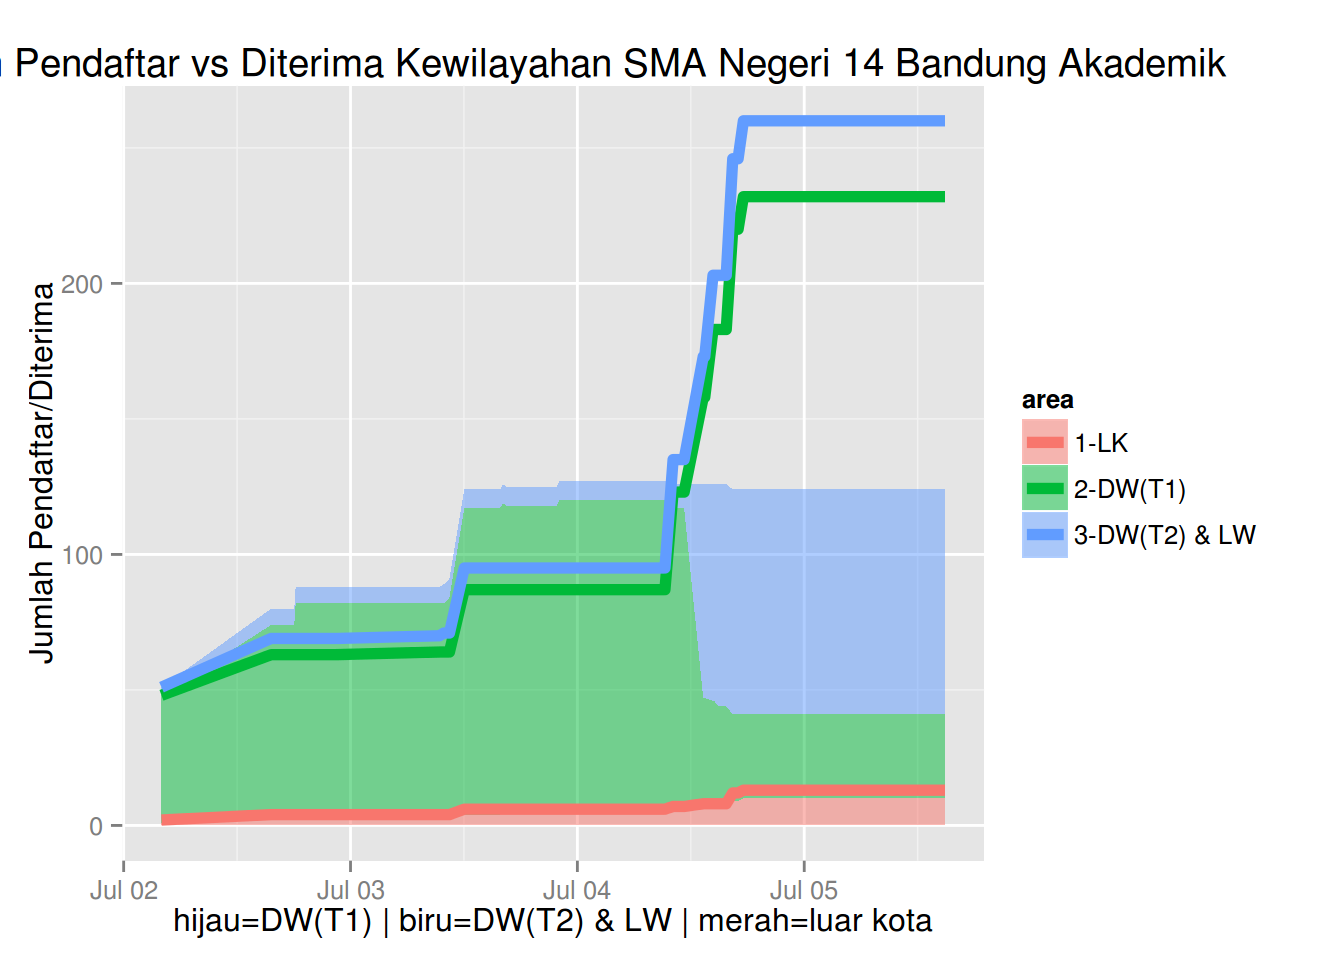 Pendaftar vs Diterima Kewilayahan SMA Negeri 14 Bandung Akademik
Jumlah Pendaftar/Diterima
200
100
0
Jul 02
Jul 03
Jul 04
Jul 05
hijau=DW(T1) | biru=DW(T2) & LW | merah=luar kota
area
1-LK
2-DW(T1)
3-DW(T2) & LW